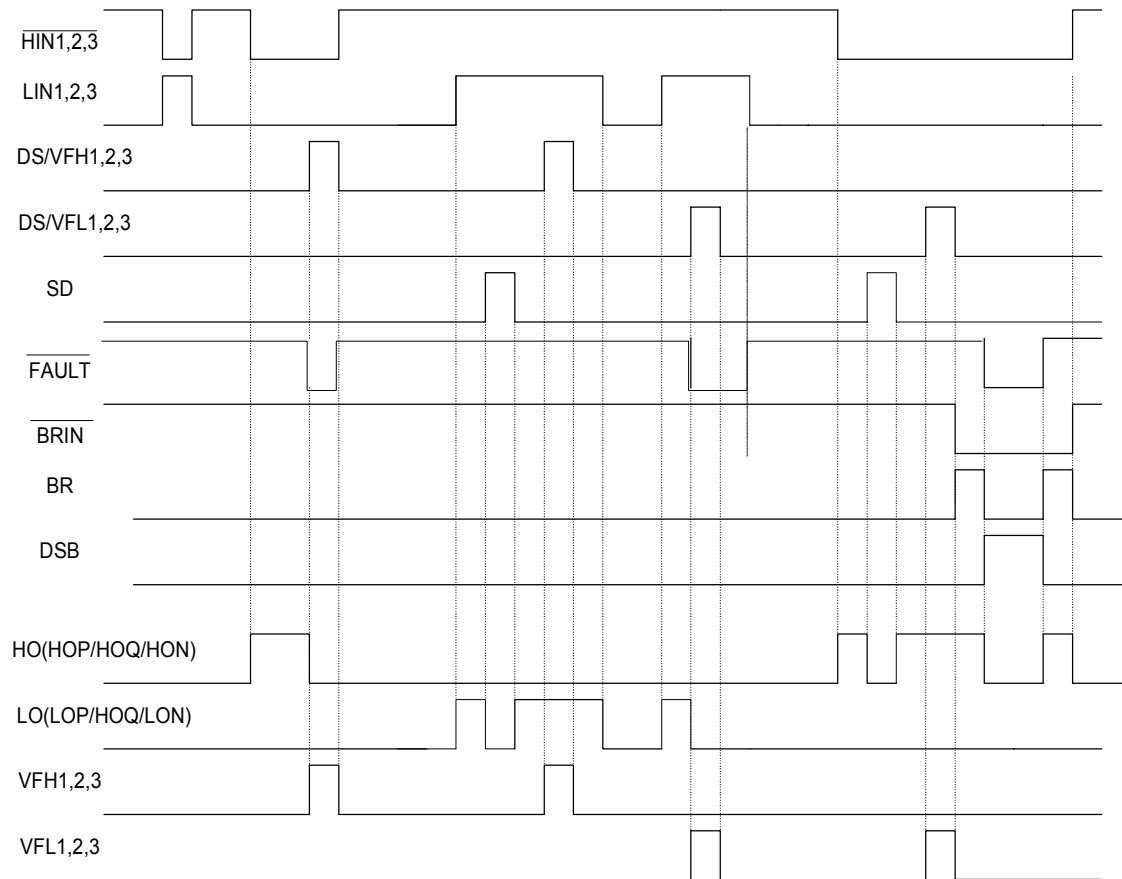 HIN1,2,3
LIN1,2,3
DS/VFH1,2,3
DS/VFL1,2,3
SD
FAULT
BRIN
BR
DSB
HO(HOP/HOQ/HON)
LO(LOP/HOQ/LON)
VFH1,2,3
VFL1,2,3